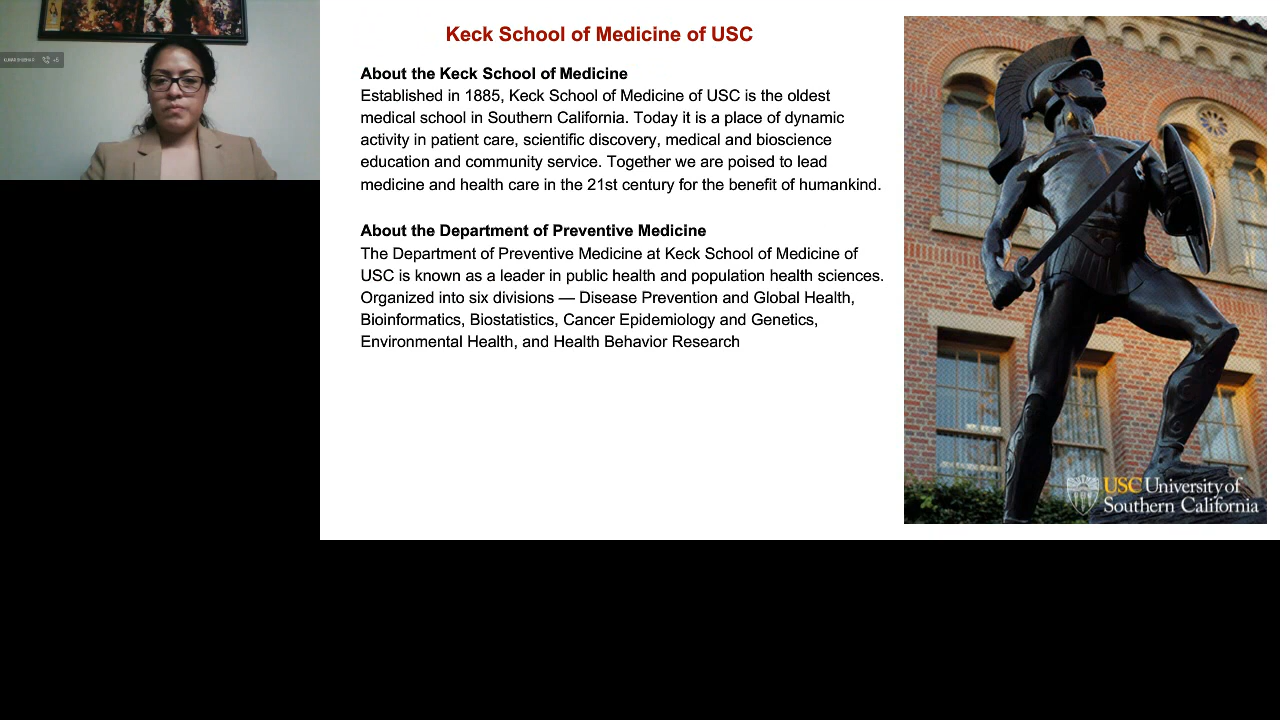 Keck School of Medicine of USC
About the Keck School of Medicine
Established in 1885, Keck School of Medicine of USC is the oldest
medical school in Southern California. Today it is a place of dynamic
activity in patient care, scientific discovery, medical and bioscience
education and community service. Together we are poised to lead
medicine and health care in the 21st century for the benefit of humankind.
About the Department of Preventive Medicine
The Department of Preventive Medicine at Keck School of Medicine of
USC is known as a leader in public health and population health sciences.
Organized into six divisions — Disease Prevention and Global Health,
Bioinformatics, Biostatistics, Cancer Epidemiology and Genetics,
Environmental Health, and Health Behavior Research
USC University of
Southern California